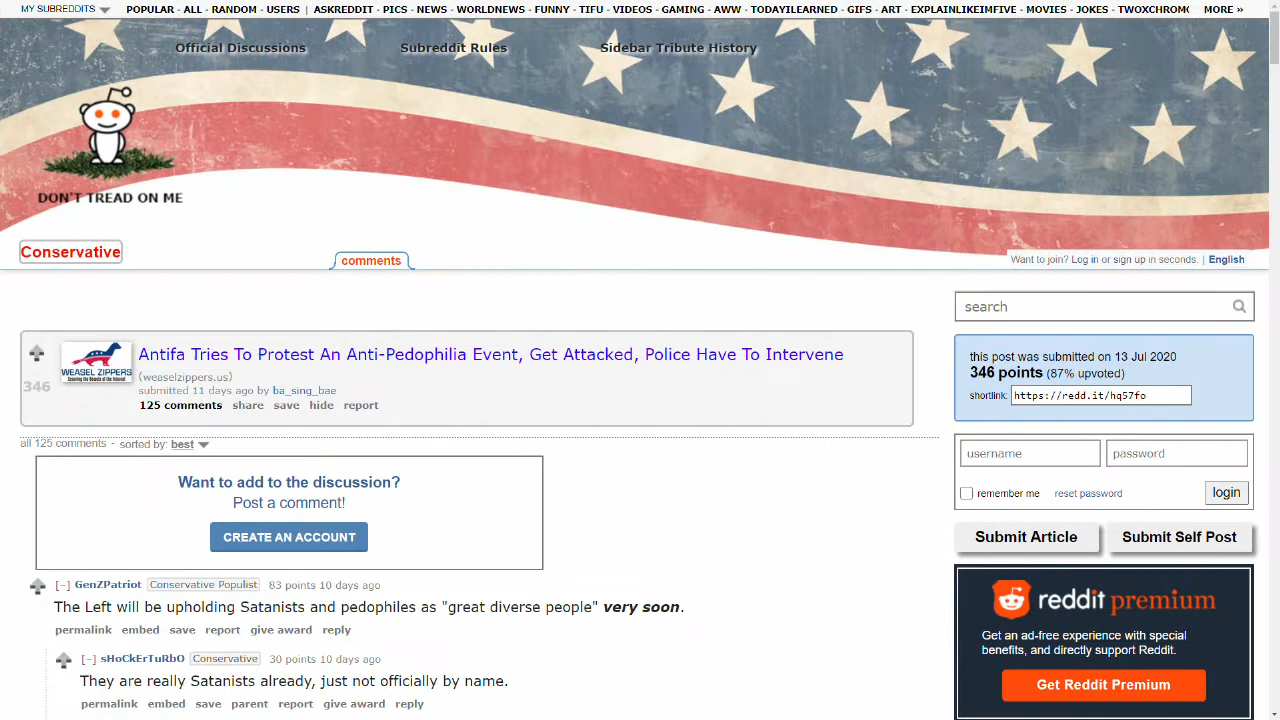 MY SUBREDDITS POPULAR - ALL - RANDOM - USERS | ASKREDDIT - PICS - NEWS - WORLDNEWS - FUNNY - TIFU - VIDEOS - GAMING - AWW - TODAYILEARNED - GIFS - ART - EXPLAINLIKEIMFIVE - MOVIES - JOKES - TWOXCHROMO MORE »
Official Discussions Subreddit Rules Sidebar Tribute History
DON'T TREAD ON ME
Conservative
comments
Want to join? Log in or sign up in seconds. | English
search
Antifa Tries To Protest An Anti-Pedophilia Event, Get Attacked, Police Have To Intervene
(weaselzippers.us)
submitted 11 days ago by ba_sing_bae
125 comments share save hide report
346
WEASEL ZIPPERS
Scouring the Bowels of the Internet
this post was submitted on 13 Jul 2020
346 points (87% upvoted)
shortlink: https://redd.it/hq57fo
all 125 comments - sorted by: best
username password
remember me reset password login
Want to add to the discussion?
Post a comment!
CREATE AN ACCOUNT
Submit Article Submit Self Post
[-] GenZPatriot Conservative Populist 83 points 10 days ago
The Left will be upholding Satanists and pedophiles as "great diverse people" very soon.
permalink embed save report give award reply
[-] sHoCkErTuRbO Conservative 30 points 10 days ago
They are really Satanists already, just not officially by name.
permalink embed save parent report give award reply
reddit premium
Get an ad-free experience with special
benefits, and directly support Reddit.
Get Reddit Premium